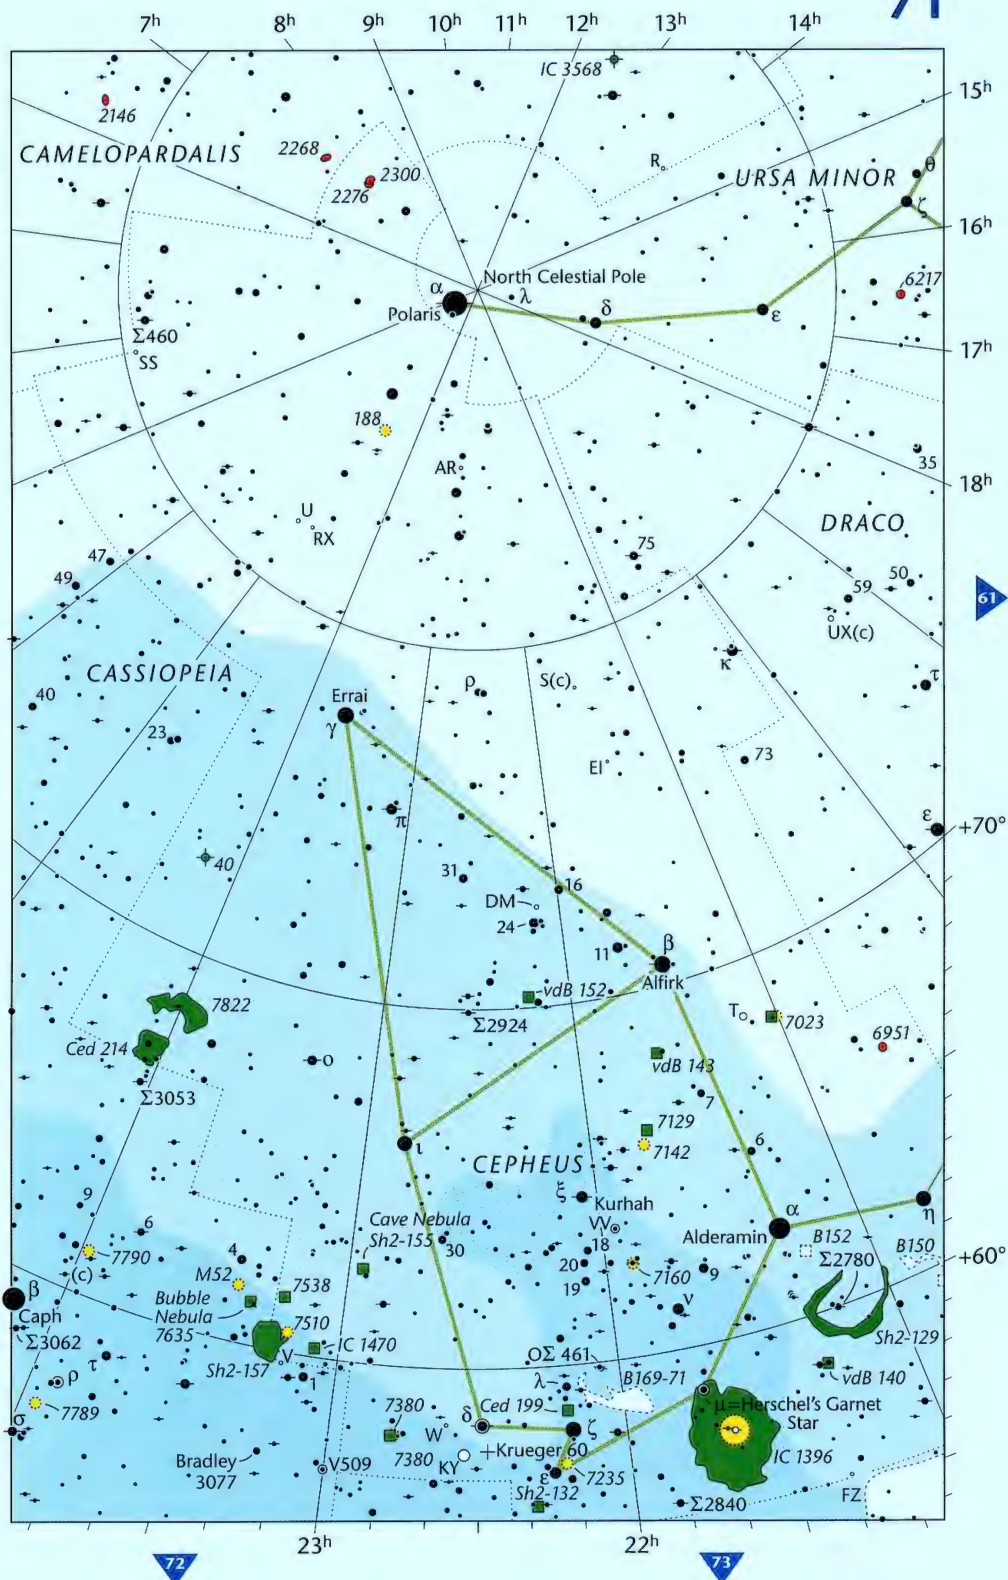 71
7h 8h 9h 10h 11h 12h 13h 14h
IC 3568
15h
2146
CAMELOPARDALIS
2268
2300
2276
R
URSA MINOR
θ
ζ
16h
North Celestial Pole
α
λ
Polaris
δ
ε
6217
Σ460
SS
17h
188
AR
35
18h
U
RX
DRACO
75
47
49
59
50
61
UX(c)
CASSIOPEIA
κ
τ
40
Errai
γ
ρ
S(c)
23
EI
73
π
ε
+70°
40
31
16
DM
24
11
β
Alfirk
vdB 152
7822
Σ2924
T
7023
6951
Ced 214
ο
vdB 143
Σ3053
7
7129
7142
6
ι
CEPHEUS
ξ
Kurhah
VV
α
Alderamin
η
9
6
Cave Nebula
Sh2-155
30
18
B152
B150
7790
(c)
4
20
7160
9
Σ2780
+60°
M52
19
ν
β
Caph
Bubble
Nebula
7635
7538
7510
Sh2-129
Σ3062
IC 1470
τ
Sh2-157
V
1
OΣ 461
B169-71
vdB 140
ρ
λ
7789
Ced 199
μ=Herschel's Garnet
Star
σ
7380
δ
ζ
W
Krueger 60
IC 1396
Bradley
3077
V509
7380
KY
ε
7235
Sh2-132
Σ2840
FZ
23h
22h
72
73